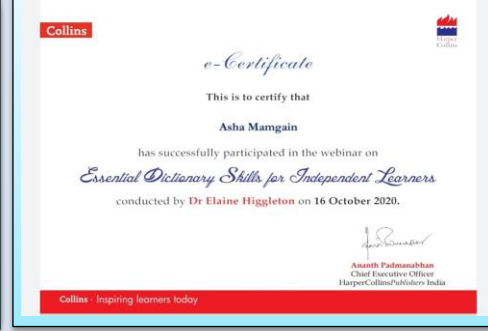 Collins
Harper
Collins
e-Certificate
This is to certify that
Asha Mamgain
has successfully participated in the webinar on
Essential Dictionary Skills for Independent Learners
conducted by Dr Elaine Higgleton on 16 October 2020.
Ananth Padmanabhan
Chief Executive Officer
HarperCollinsPublishers India
Collins · Inspiring learners today